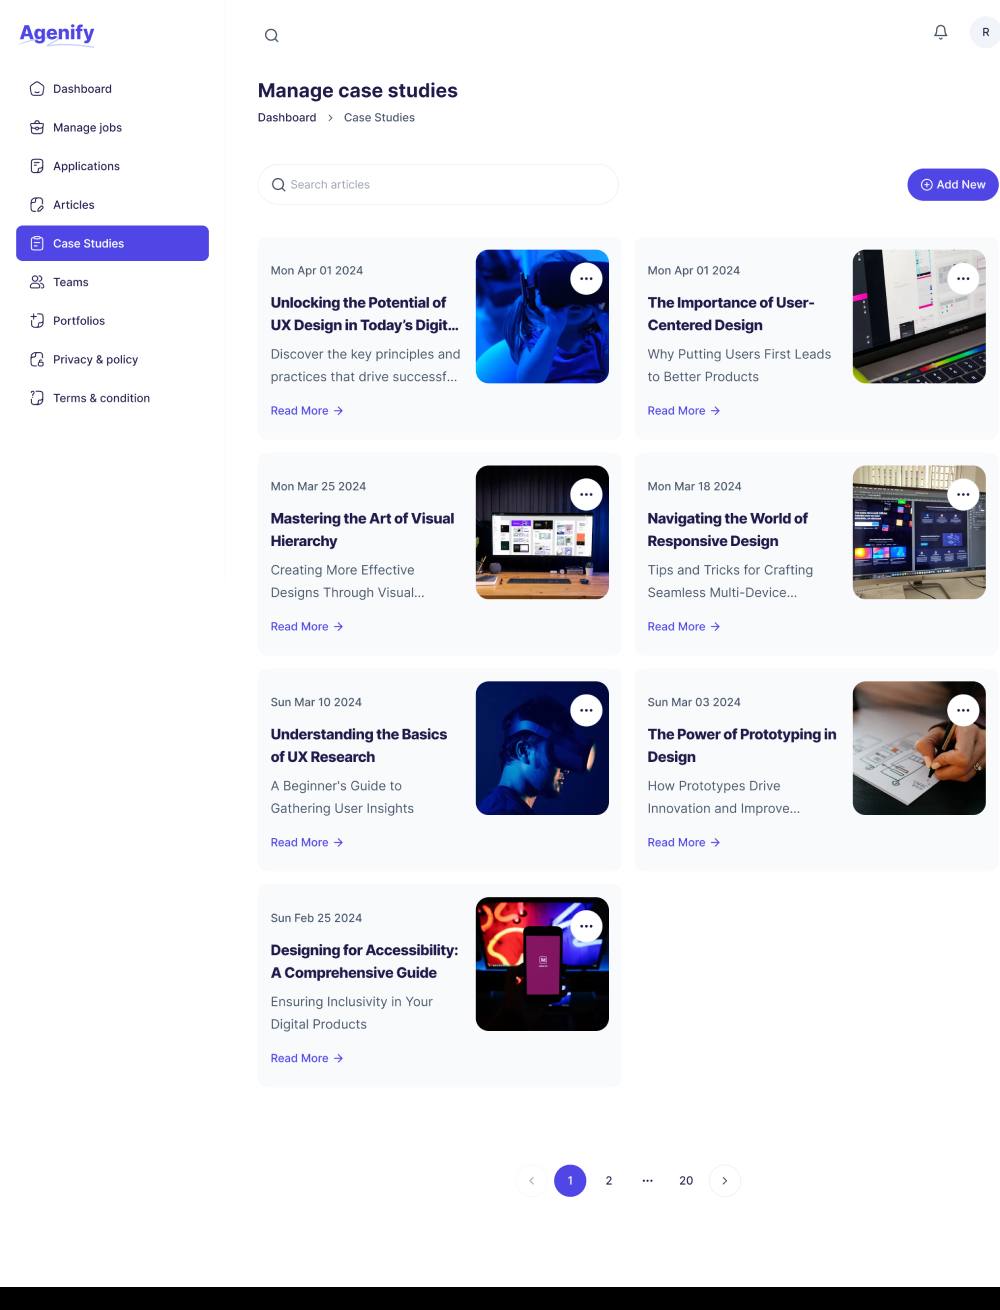 Agenify
R
Dashboard
Manage jobs
Applications
Articles
Case Studies
Teams
Portfolios
Privacy & policy
Terms & condition
Manage case studies
Dashboard > Case Studies
Search articles
Add New
Mon Apr 01 2024
Unlocking the Potential of
UX Design in Today’s Digit...
Discover the key principles and
practices that drive successf...
Read More →
Mon Apr 01 2024
The Importance of User-
Centered Design
Why Putting Users First Leads
to Better Products
Read More →
Mon Mar 25 2024
Mastering the Art of Visual
Hierarchy
Creating More Effective
Designs Through Visual...
Read More →
Mon Mar 18 2024
Navigating the World of
Responsive Design
Tips and Tricks for Crafting
Seamless Multi-Device...
Read More →
Sun Mar 10 2024
Understanding the Basics
of UX Research
A Beginner's Guide to
Gathering User Insights
Read More →
Sun Mar 03 2024
The Power of Prototyping in
Design
How Prototypes Drive
Innovation and Improve...
Read More →
Sun Feb 25 2024
Designing for Accessibility:
A Comprehensive Guide
Ensuring Inclusivity in Your
Digital Products
Read More →
< 1 2 ... 20 >